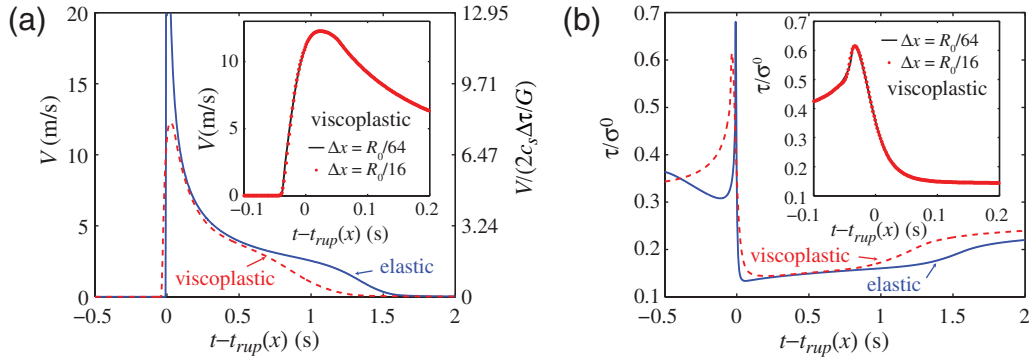 (a)
20
15
10
5
0
V (m/s)
12.95
9.71
6.47
3.24
0
V/(2c_sΔτ/G)
−0.5
0
0.5
1
1.5
2
t−t_rup(x) (s)
viscoplastic
elastic
10
5
0
V(m/s)
viscoplastic
Δx = R_0/64
Δx = R_0/16
−0.1
0
0.1
0.2
t−t_rup(x) (s)
(b)
0.7
0.6
0.5
0.4
0.3
0.2
0.1
τ/σ^0
−0.5
0
0.5
1
1.5
2
t−t_rup(x) (s)
viscoplastic
elastic
0.7
0.6
0.5
0.4
0.3
0.2
0.1
τ/σ^0
Δx = R_0/64
Δx = R_0/16
viscoplastic
−0.1
0
0.1
0.2
t−t_rup(x) (s)